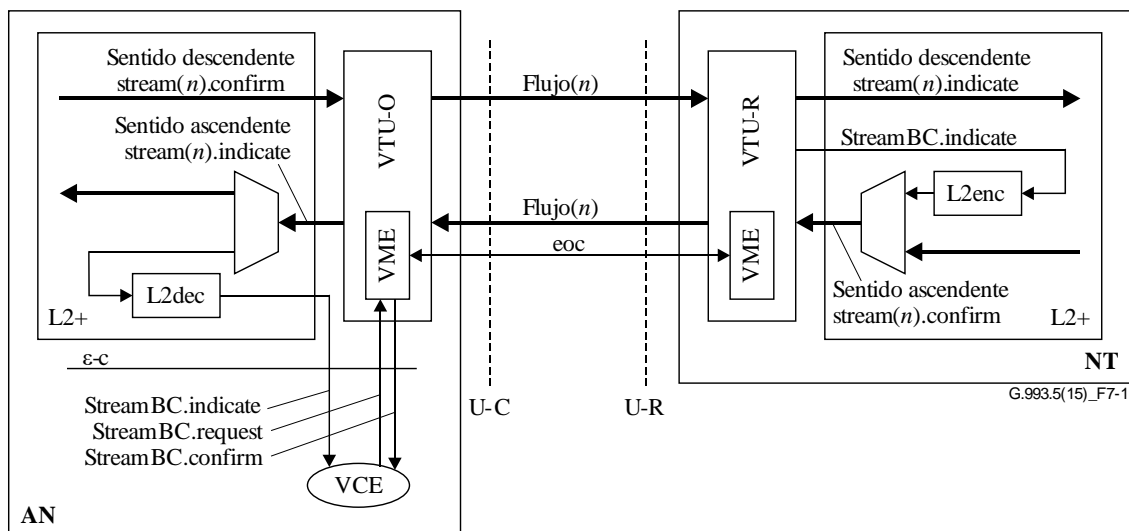 Sentido descendente
stream(n).confirm
Sentido ascendente
stream(n).indicate
L2dec
L2+
VTU-O
VME
ε-c
StreamBC.indicate
StreamBC.request
StreamBC.confirm
VCE
AN
Flujo(n)
Flujo(n)
eoc
U-C
U-R
VTU-R
VME
Sentido descendente
stream(n).indicate
StreamBC.indicate
L2enc
Sentido ascendente
stream(n).confirm
L2+
NT
G.993.5(15)_F7-1